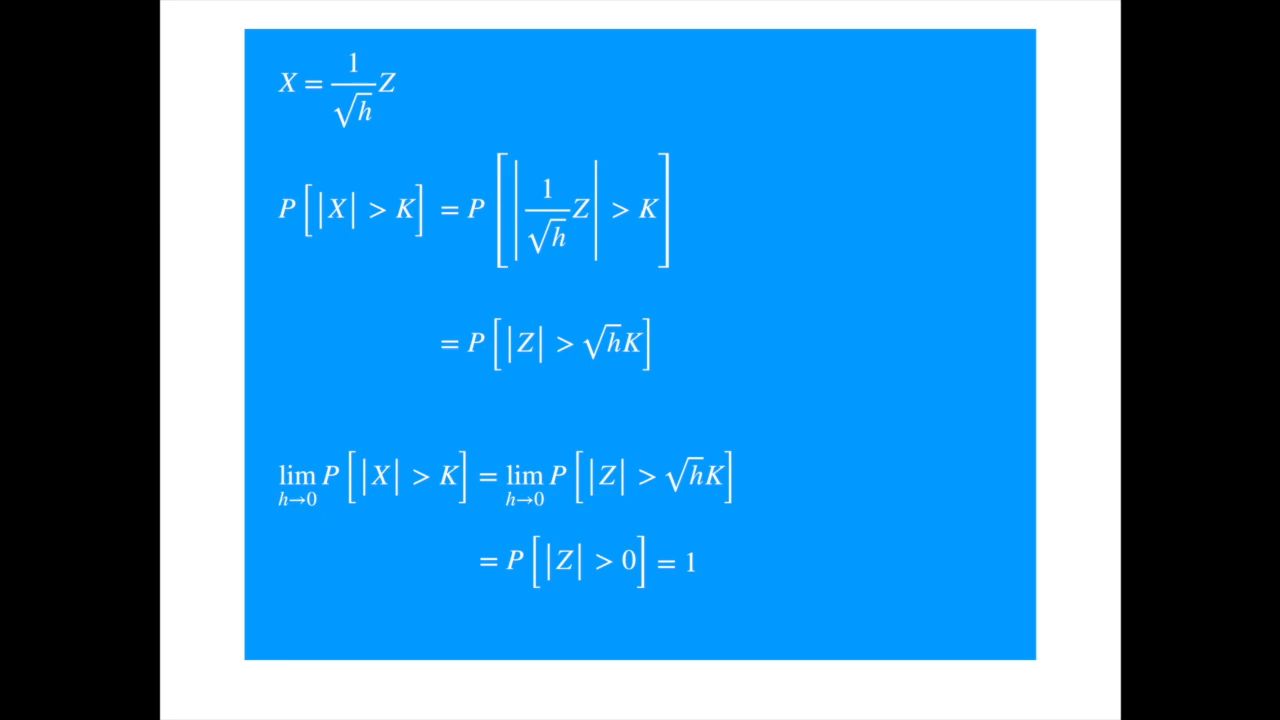 X = \frac{1}{\sqrt{h}} Z
P\left[ |X| > K \right] = P\left[ \left| \frac{1}{\sqrt{h}} Z \right| > K \right]
= P\left[ |Z| > \sqrt{h} K \right]
\lim_{h \to 0} P\left[ |X| > K \right] = \lim_{h \to 0} P\left[ |Z| > \sqrt{h} K \right]
= P\left[ |Z| > 0 \right] = 1